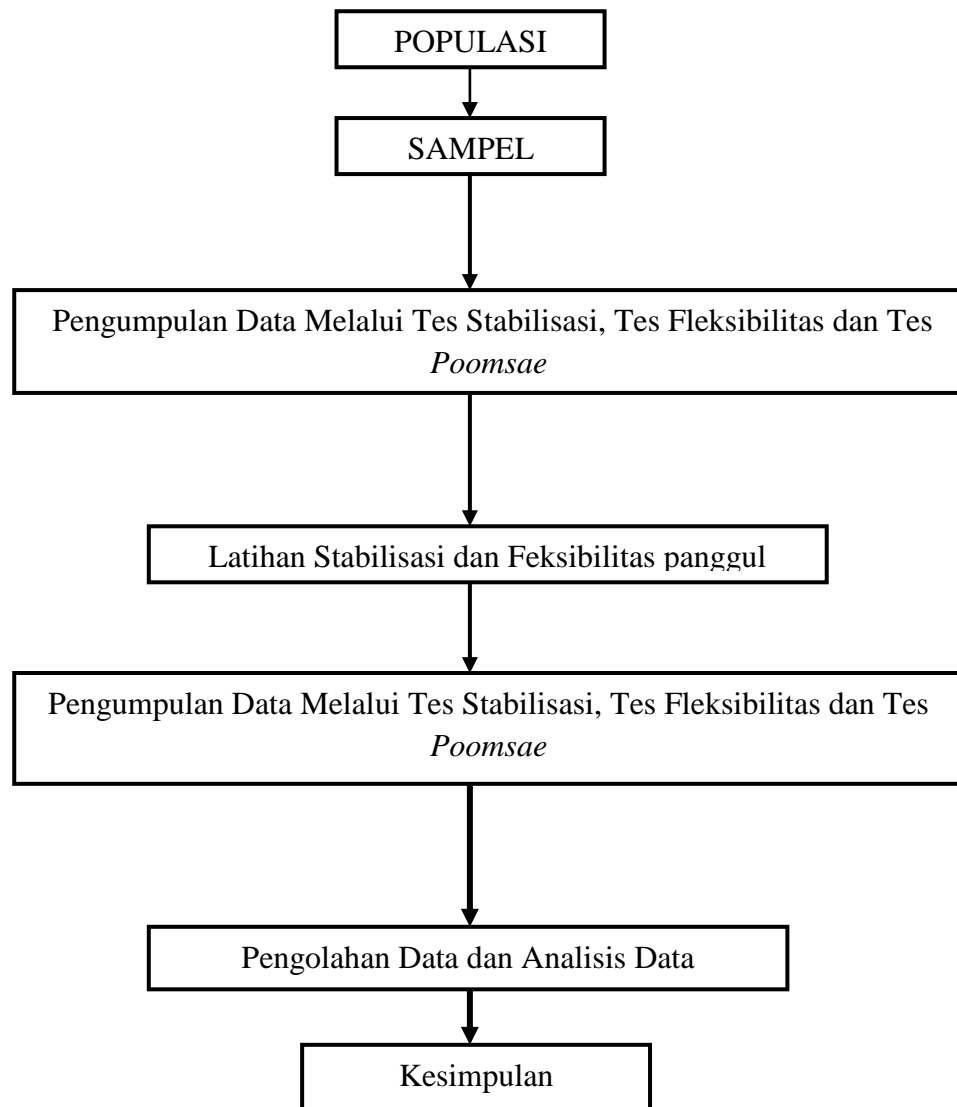 POPULASI
SAMPEL
Pengumpulan Data Melalui Tes Stabilisasi, Tes Fleksibilitas dan Tes
Poomsae
Latihan Stabilisasi dan Feksibilitas panggul
Pengumpulan Data Melalui Tes Stabilisasi, Tes Fleksibilitas dan Tes
Poomsae
Pengolahan Data dan Analisis Data
Kesimpulan